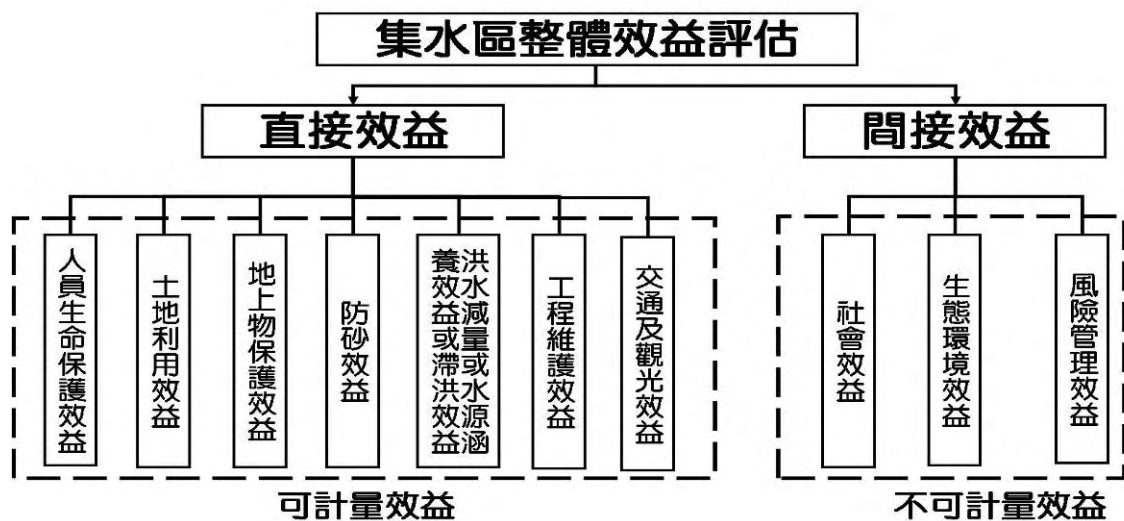 集水區整體效益評估
直接效益
間接效益
人員生命保護效益
土地利用效益
地上物保護效益
防砂效益
洪水減量或水源涵
養效益或滯洪效益
工程維護效益
交通及觀光效益
社會效益
生態環境效益
風險管理效益
可計量效益
不可計量效益